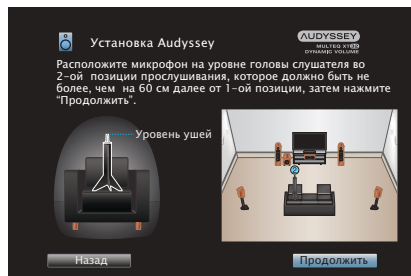 Установка Audyssey
AUDYSSEY
MULTEQ XT32
DYNAMIC VOLUME
Расположите микрофон на уровне головы слушателя во
2-ой позиции прослушивания, которое должно быть не
более, чем на 60 см далее от 1-ой позиции, затем нажмите
"Продолжить".
Уровень ушей
2
Назад
Продолжить